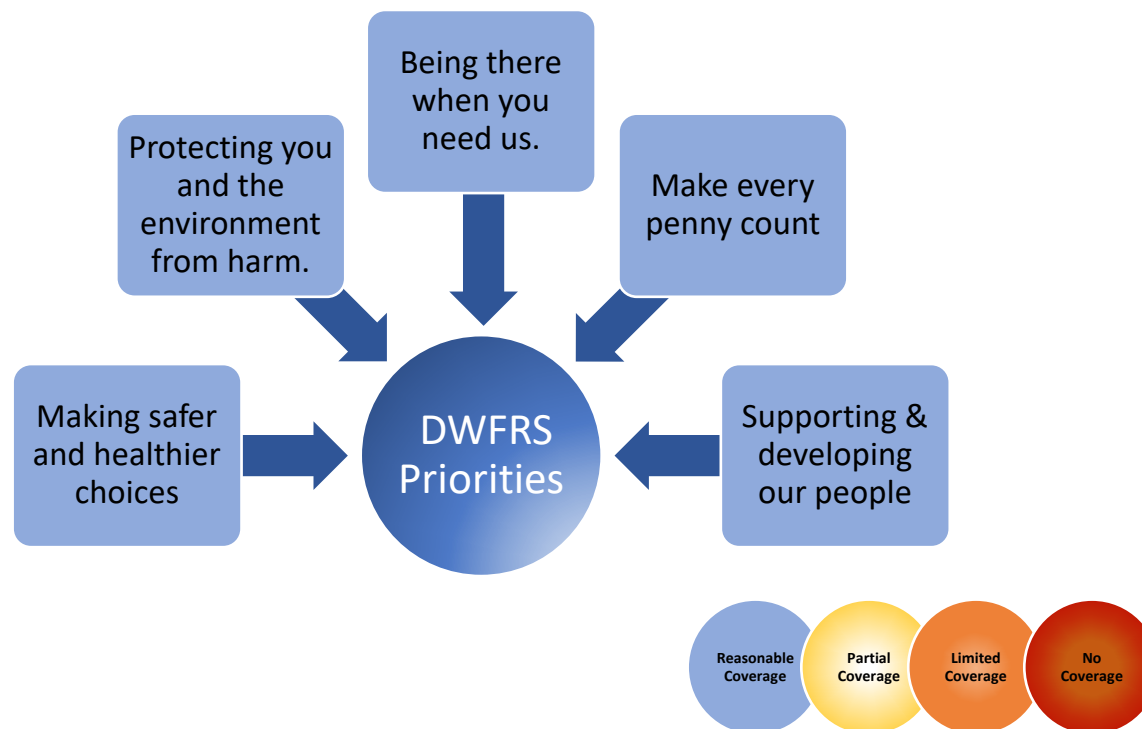 Being there
when you
need us.
Protecting you
and the
environment
from harm.
Make every
penny count
Making safer
and healthier
choices
DWFRS
Priorities
Supporting &
developing
our people
Reasonable
Coverage
Partial
Coverage
Limited
Coverage
No
Coverage